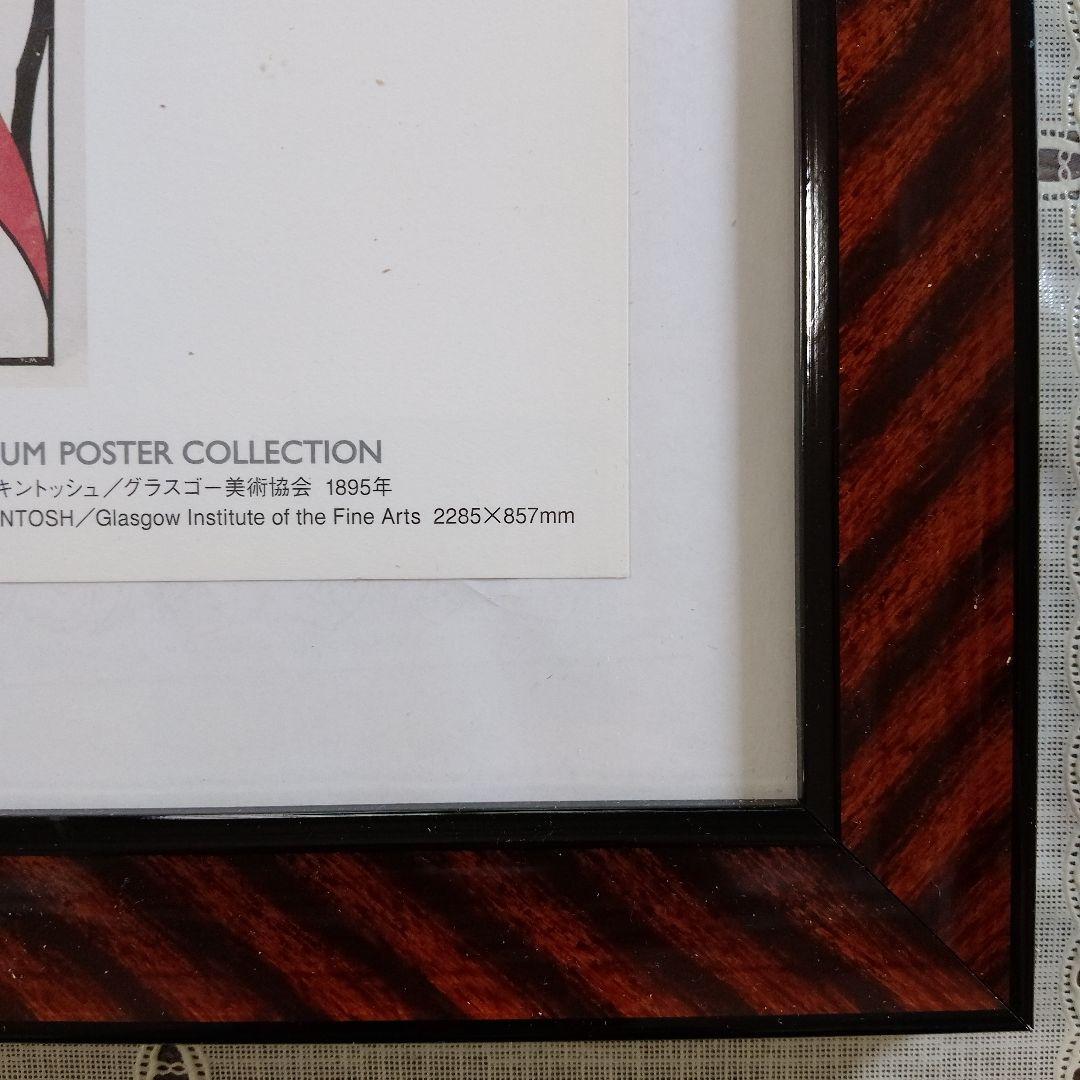 UM POSTER COLLECTION
キントッシュ／グラスゴー美術協会 1895年
NTOSH／Glasgow Institute of the Fine Arts 2285×857mm